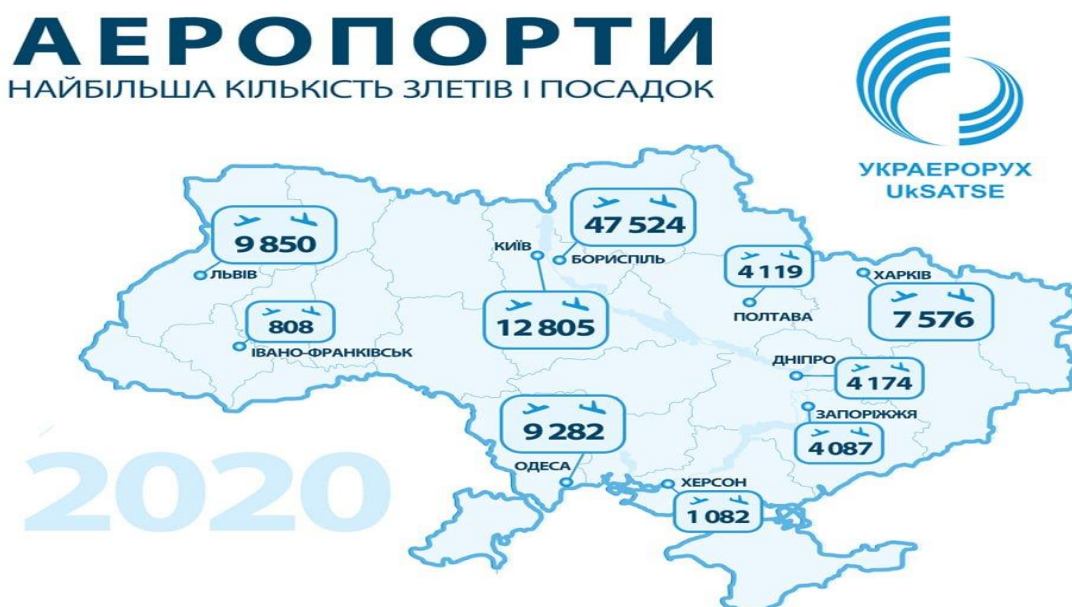 АЕРОПОРТИ
НАЙБІЛЬША КІЛЬКІСТЬ ЗЛЕТІВ І ПОСАДОК
УКРАЕРОРУХ
UkSATSE
47 524
БОРИСПІЛЬ
9 850
ЛЬВІВ
КИЇВ
12 805
4 119
ПОЛТАВА
ХАРКІВ
7 576
808
ІВАНО-ФРАНКІВСЬК
ДНІПРО
4 174
ЗАПОРІЖЖЯ
4 087
9 282
ОДЕСА
ХЕРСОН
1 082
2020